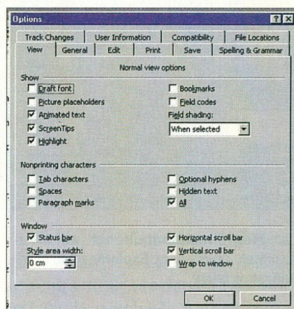 Options
Track Changes User Information Compatibility File Locations
View General Edit Print Save Spelling & Grammar
Normal view options
Show
Draft font Bookmarks
Picture placeholders Field codes
Animated text Field shading:
ScreenTips When selected
Highlight
Nonprinting characters
Tab characters Optional hyphens
Spaces Hidden text
Paragraph marks All
Window
Status bar Horizontal scroll bar
Style area width: Vertical scroll bar
0 cm Wrap to window
OK Cancel